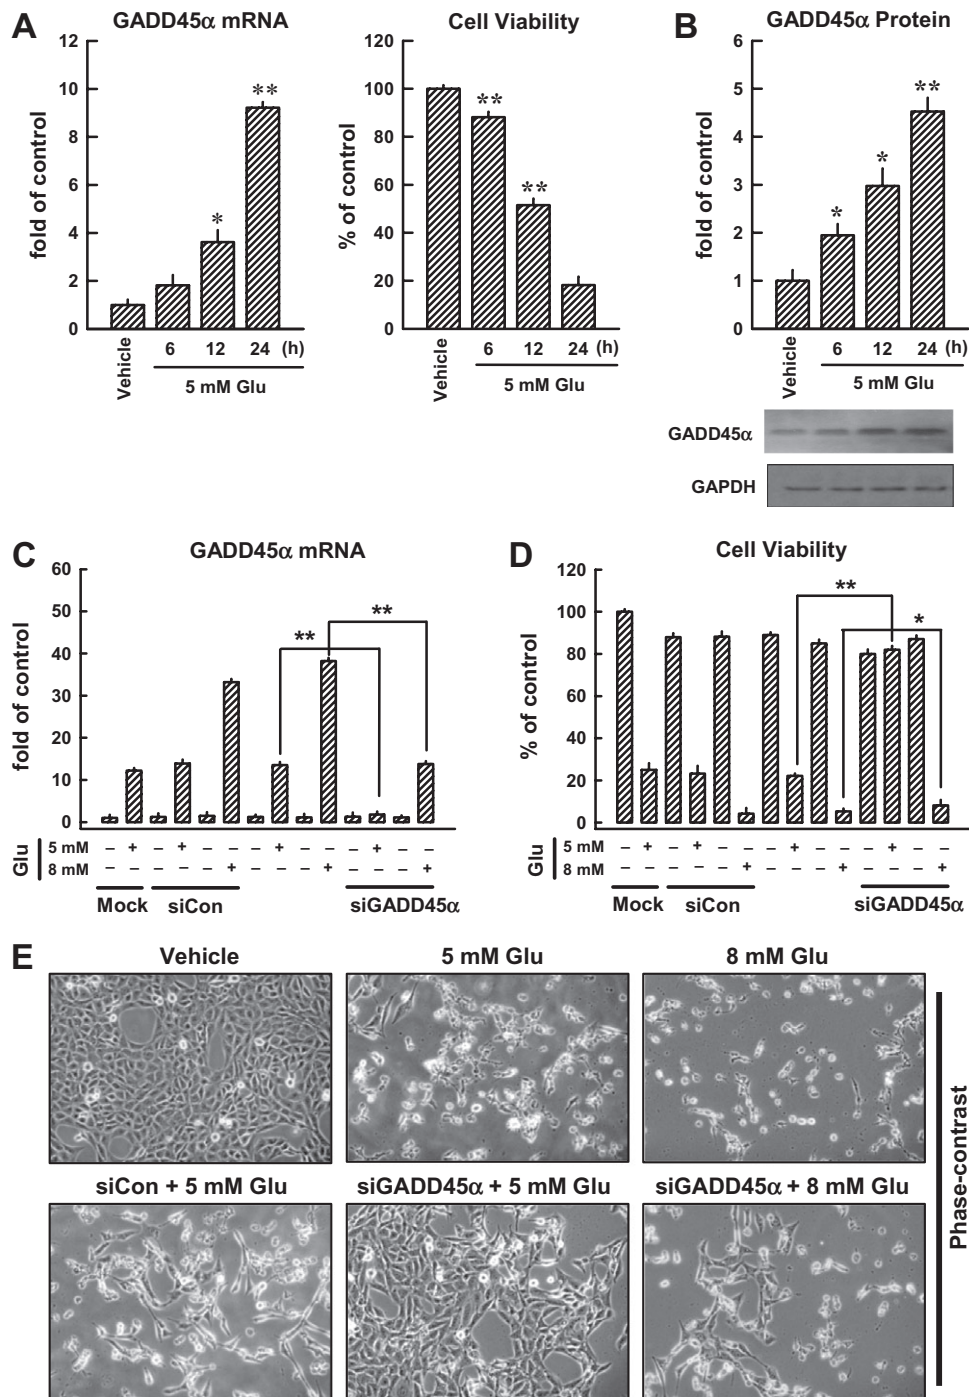 A
GADD45α mRNA
12
10
8
6
4
2
0
fold of control
*
**
Vehicle
6 12 24 (h)
5 mM Glu
Cell Viability
120
100
80
60
40
20
0
% of control
**
**
Vehicle
6 12 24 (h)
5 mM Glu
B
GADD45α Protein
6
5
4
3
2
1
0
fold of control
*
*
**
Vehicle
6 12 24 (h)
5 mM Glu
GADD45α
GAPDH
C
GADD45α mRNA
60
50
40
30
20
10
0
fold of control
**
**
Glu
5 mM − + − + − − − + − − − + − −
8 mM − − − − − + − − − + − − − +
Mock siCon siGADD45α
D
Cell Viability
120
100
80
60
40
20
0
% of control
**
*
Glu
5 mM − + − + − − − + − − − + − −
8 mM − − − − − + − − − + − − − +
Mock siCon siGADD45α
E
Vehicle 5 mM Glu 8 mM Glu
siCon + 5 mM Glu siGADD45α + 5 mM Glu siGADD45α + 8 mM Glu
Phase-contrast